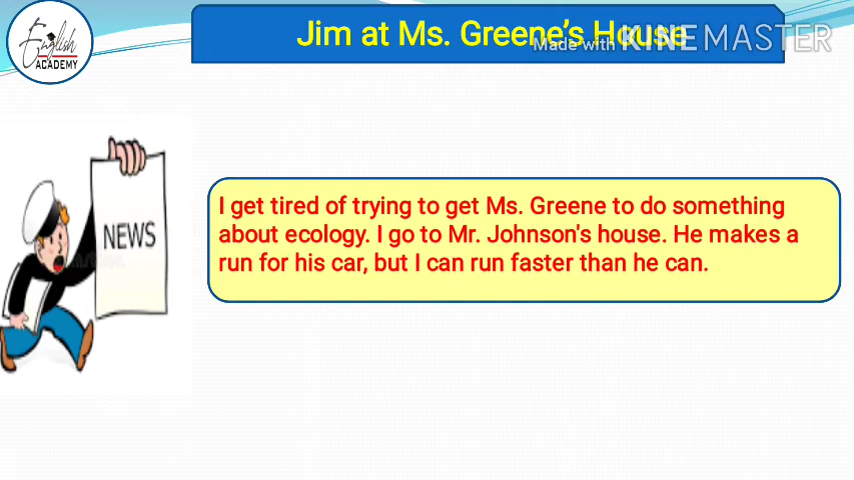 English
ACADEMY
Jim at Ms. Greene's House
Made with KINEMASTER
NEWS
I get tired of trying to get Ms. Greene to do something
about ecology. I go to Mr. Johnson's house. He makes a
run for his car, but I can run faster than he can.